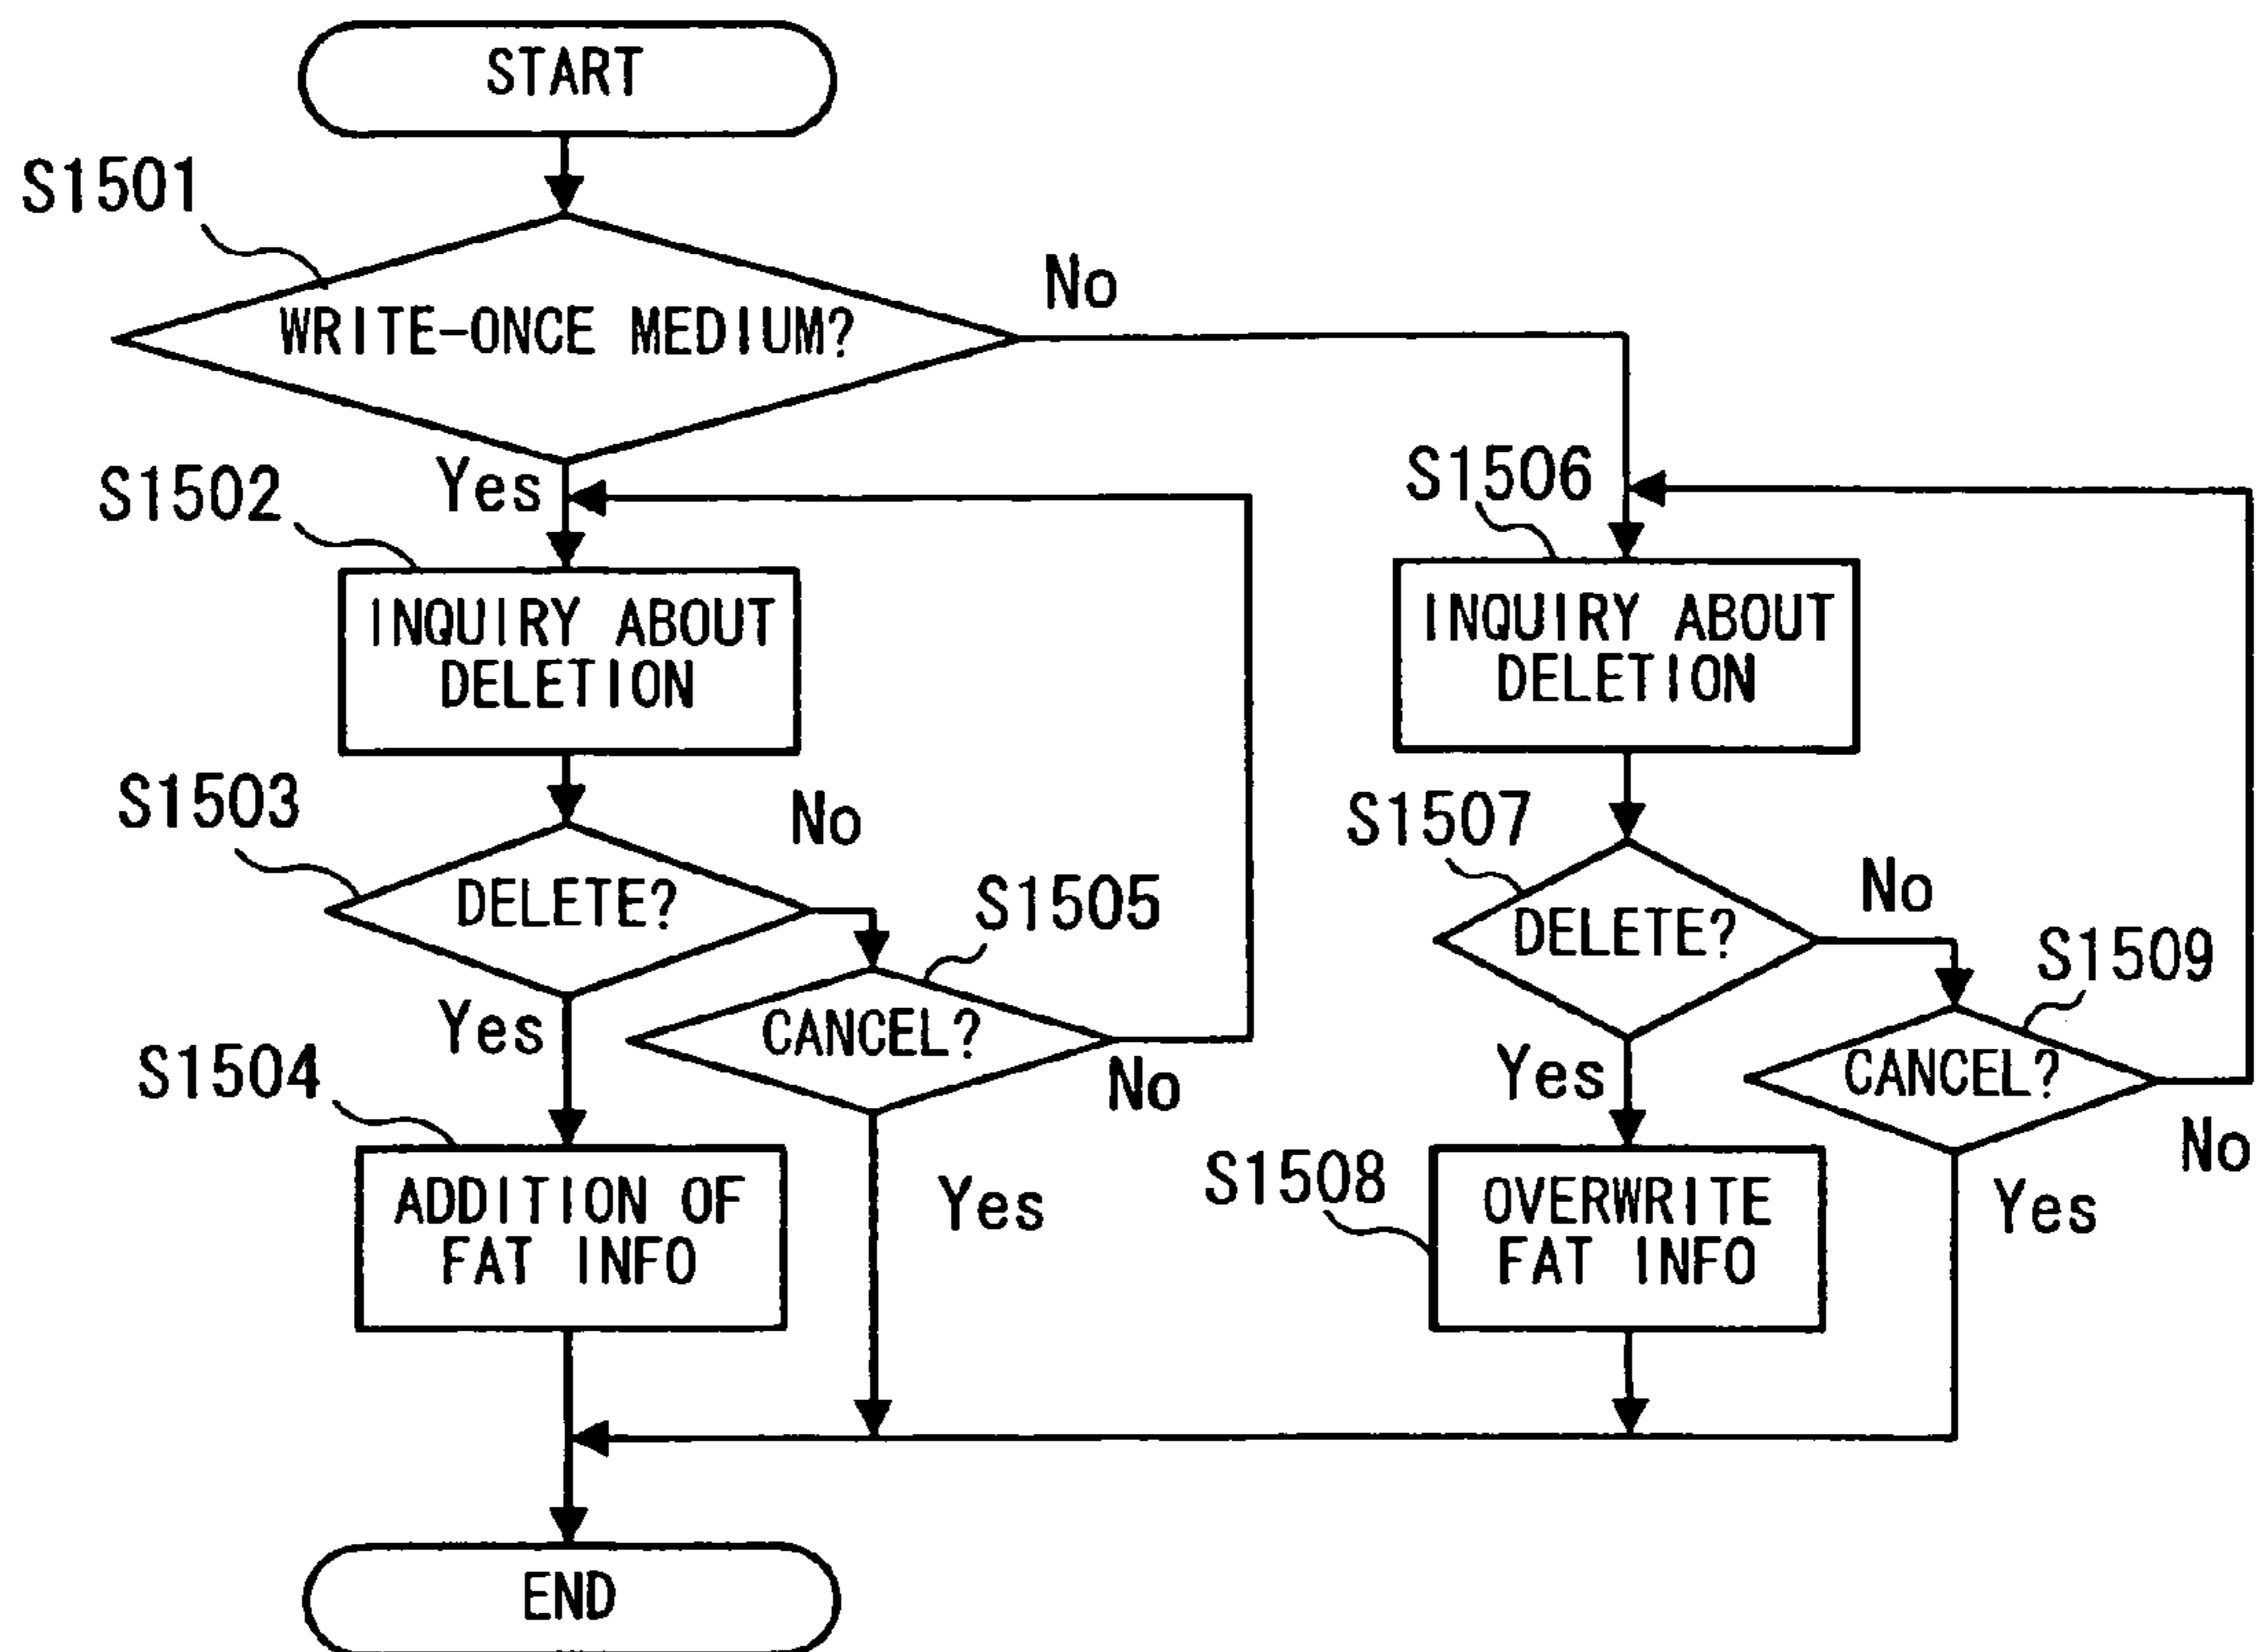 START
S1501
No
WRITE-ONCE MEDIUM?
Yes
S1502
S1506
INQUIRY ABOUT
DELETION
INQUIRY ABOUT
DELETION
S1503
No
S1507
No
DELETE?
S1505
DELETE?
S1509
Yes
CANCEL?
No
Yes
CANCEL?
No
S1504
Yes
S1508
Yes
ADDITION OF
FAT INFO
OVERWRITE
FAT INFO
END